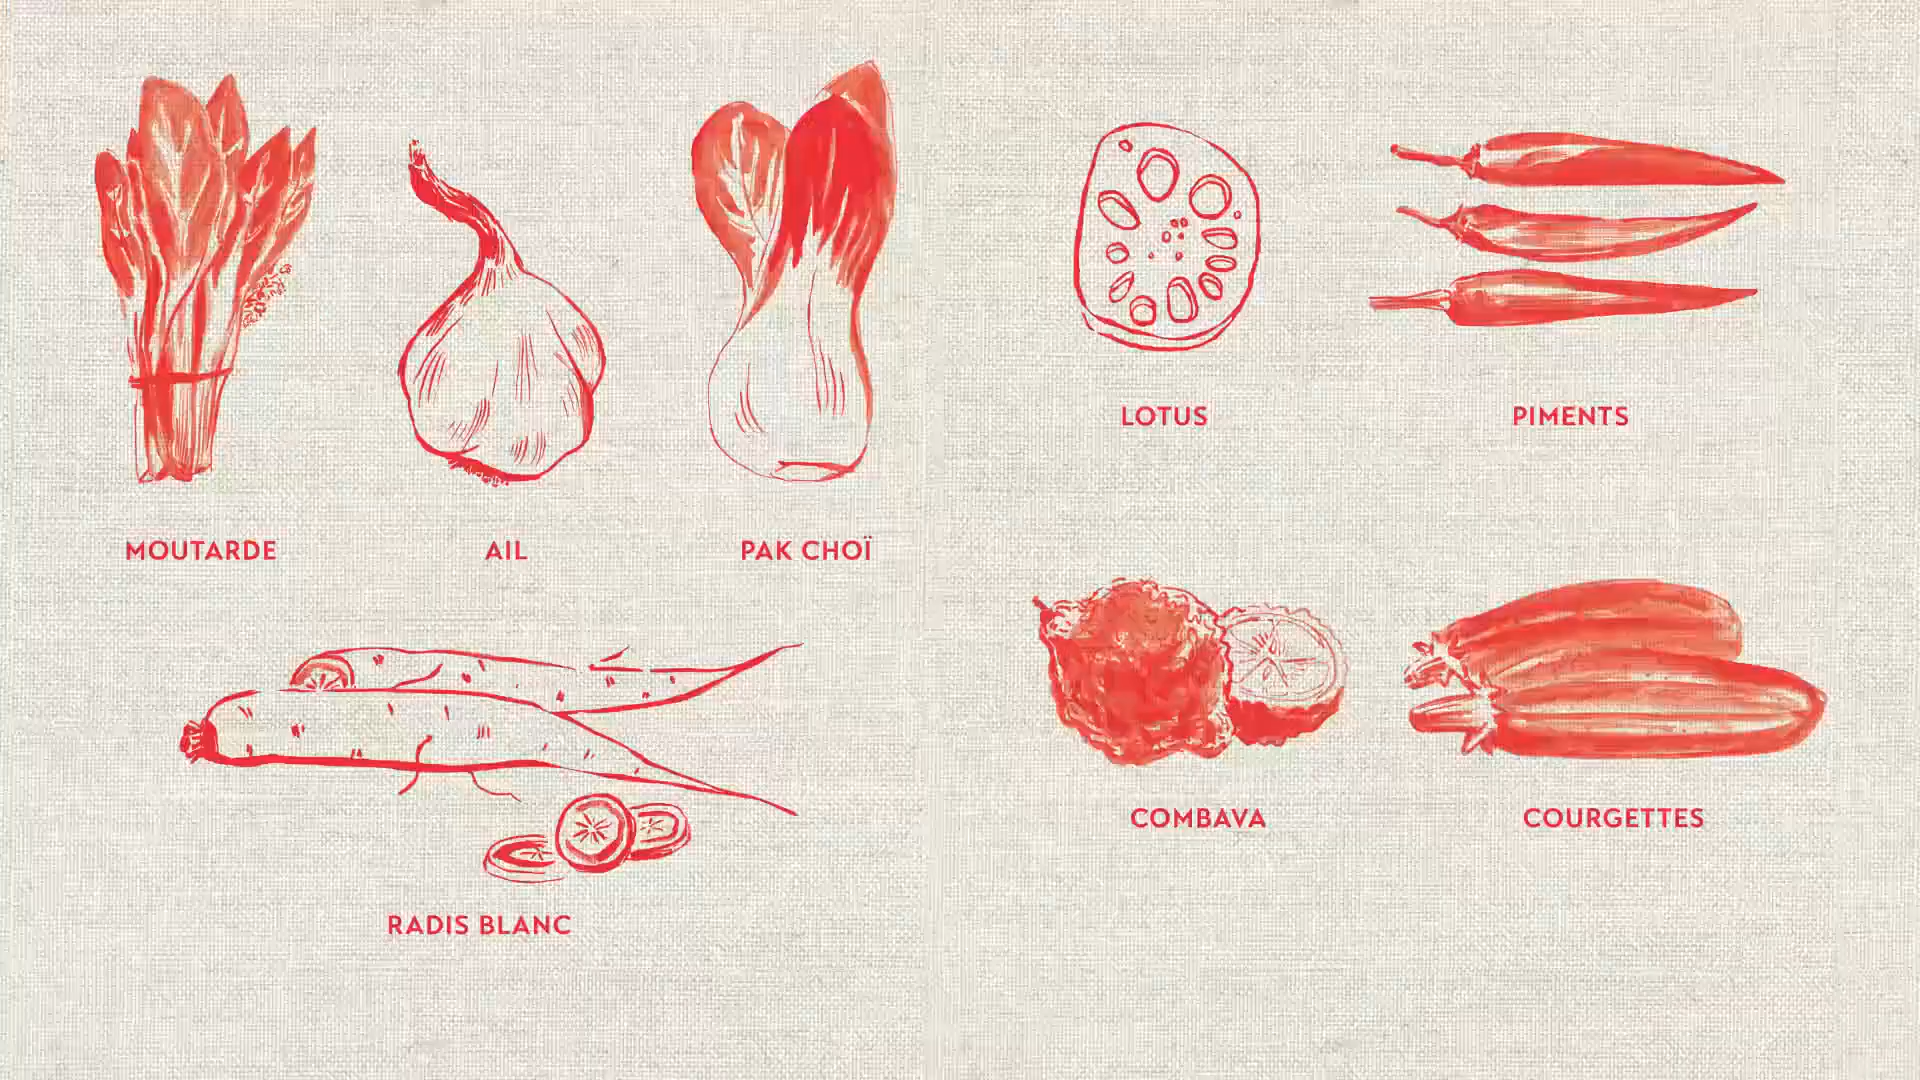 MOUTARDE
AIL
PAK CHOÏ
RADIS BLANC
LOTUS
PIMENTS
COMBAVA
COURGETTES